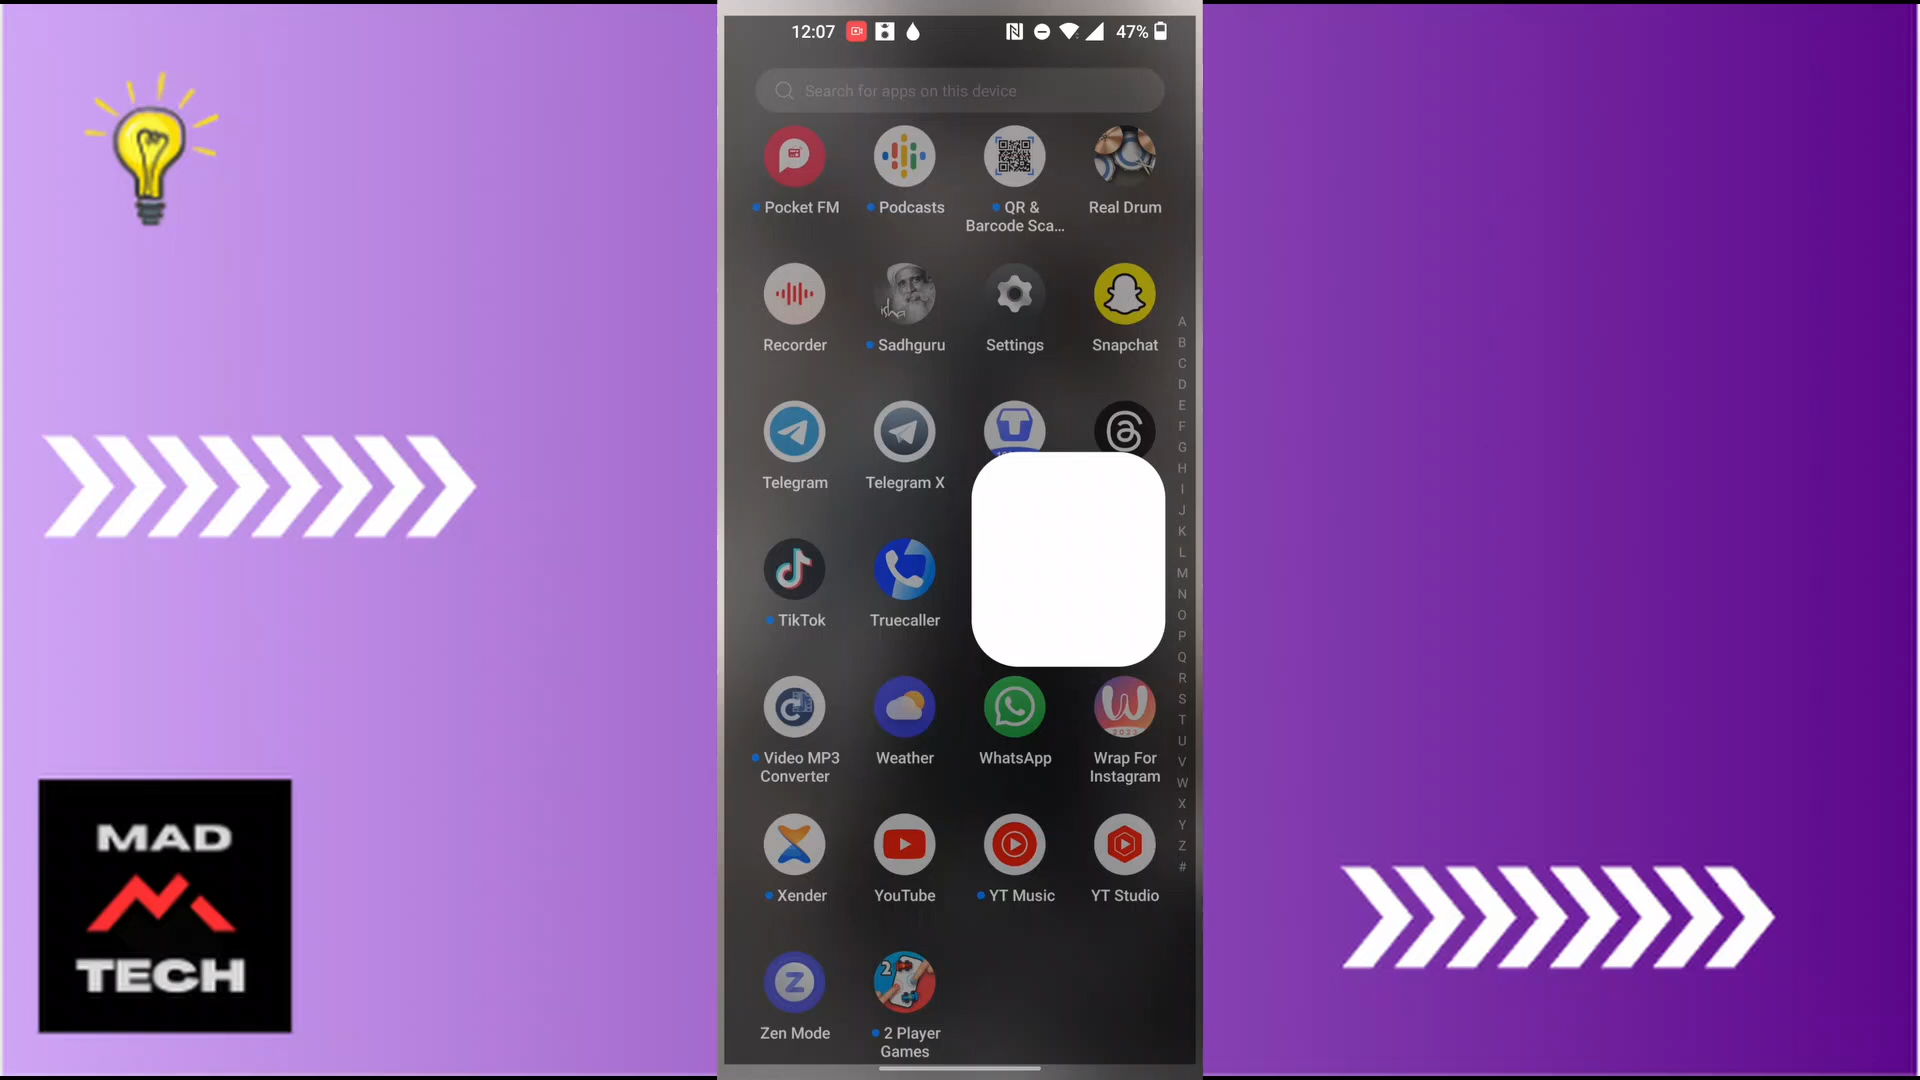 12:07
47%
Search for apps on this device
Pocket FM
Podcasts
QR &
Barcode Sca...
Real Drum
Recorder
Sadhguru
Settings
Snapchat
Telegram
Telegram X
TikTok
Truecaller
Video MP3
Converter
Weather
WhatsApp
2023
Wrap For
Instagram
Xender
YouTube
YT Music
YT Studio
Z
Zen Mode
2
2 Player
Games
A
B
C
D
E
F
G
H
I
J
K
L
M
N
O
P
Q
R
S
T
U
V
W
X
Y
Z
#
MAD
TECH